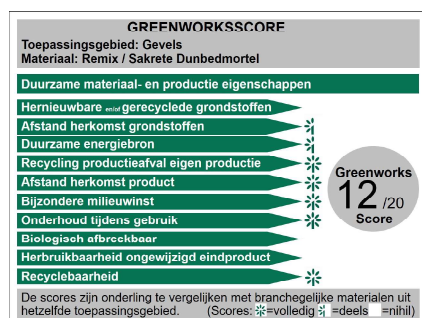 GREENWORKSSCORE
Toepassingsgebied: Gevels
Materiaal: Remix / Sakrete Dunbedmortel
Duurzame materiaal- en productie eigenschappen
Hernieuwbare en/of gerecyclede grondstoffen
Afstand herkomst grondstoffen
Duurzame energiebron
Recycling productieafval eigen productie
Afstand herkomst product
Bijzondere milieuwinst
Onderhoud tijdens gebruik
Biologisch afbreekbaar
Herbruikbaarheid ongewijzigd eindproduct
Recyclebaarheid
Greenworks
12 /20
Score
De scores zijn onderling te vergelijken met branchegelijke materialen uit
hetzelfde toepassingsgebied. (Scores: =volledig =deels =nihil)